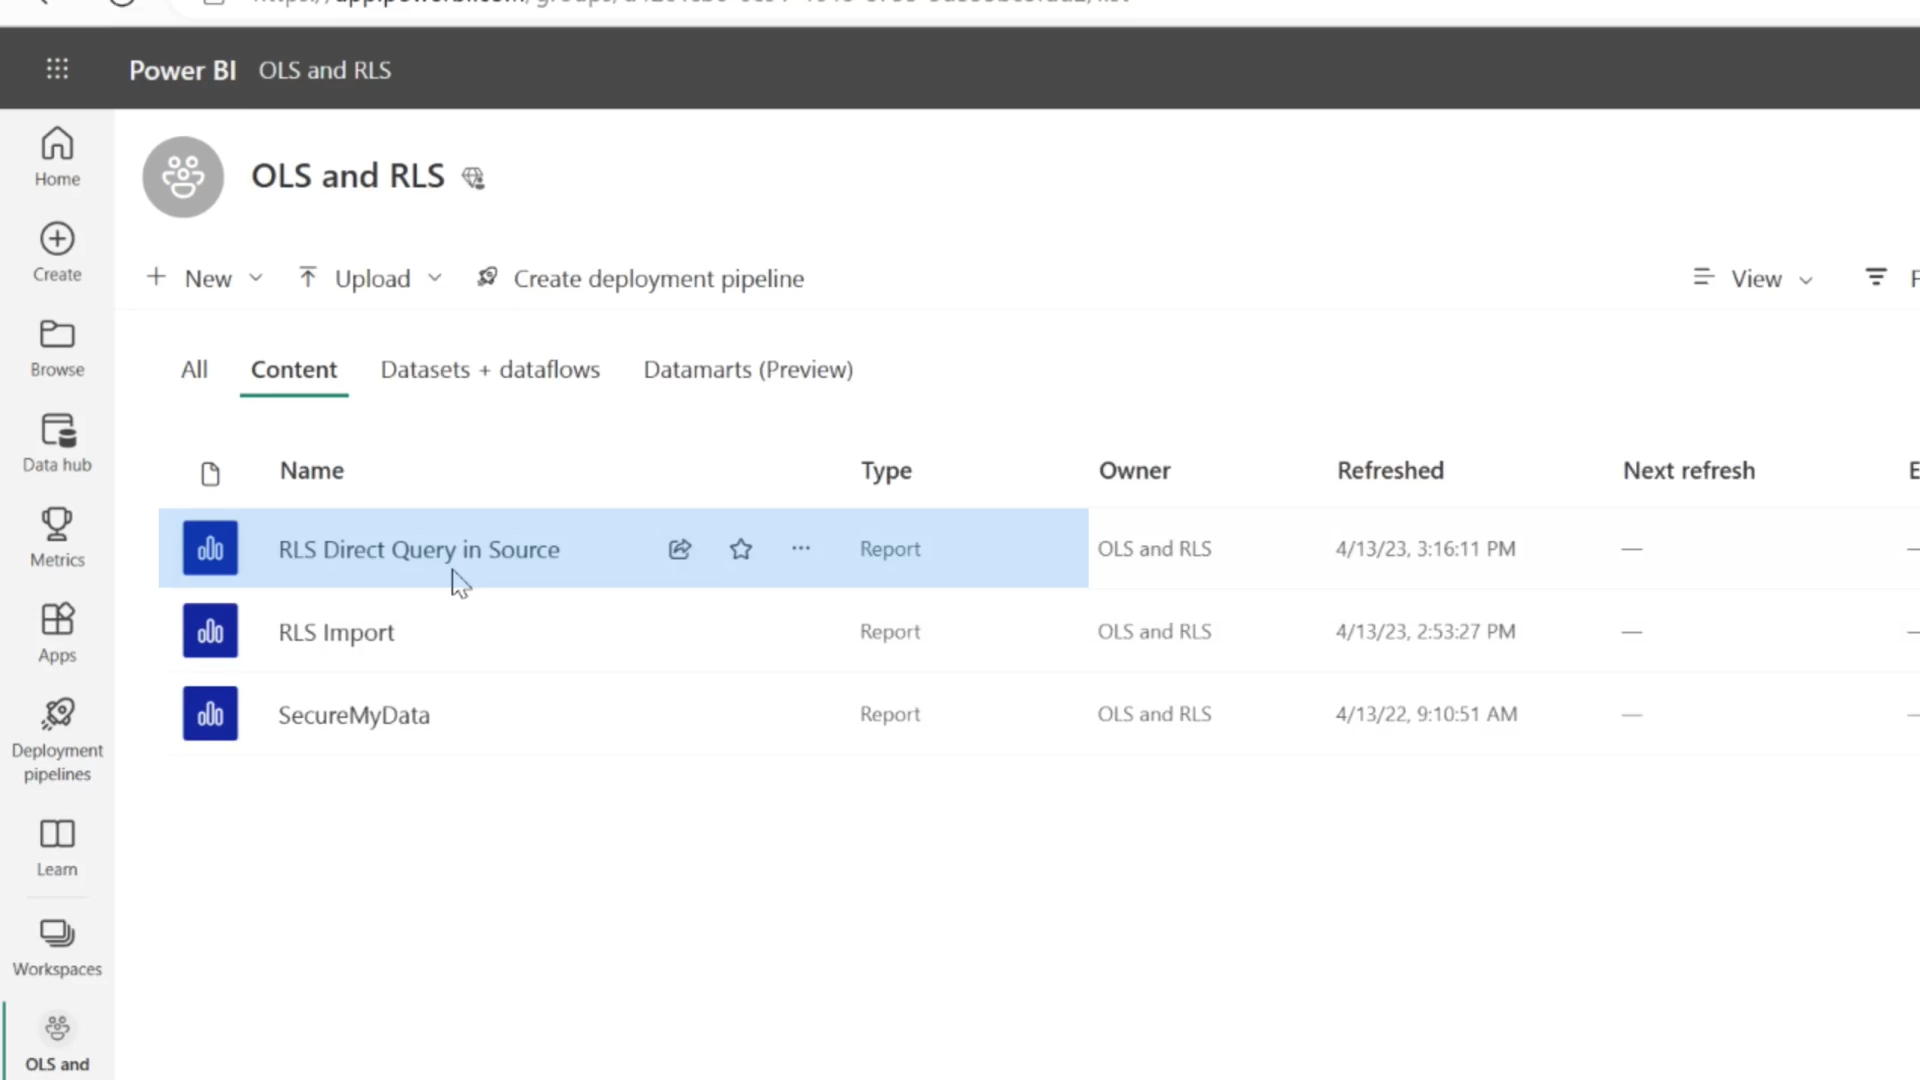 Power BI OLS and RLS
Home
Create
Browse
Data hub
Metrics
Apps
Deployment
pipelines
Learn
Workspaces
OLS and
OLS and RLS
New Upload Create deployment pipeline View
All Content Datasets + dataflows Datamarts (Preview)
Name Type Owner Refreshed Next refresh
RLS Direct Query in Source Report OLS and RLS 4/13/23, 3:16:11 PM —
RLS Import Report OLS and RLS 4/13/23, 2:53:27 PM —
SecureMyData Report OLS and RLS 4/13/22, 9:10:51 AM —